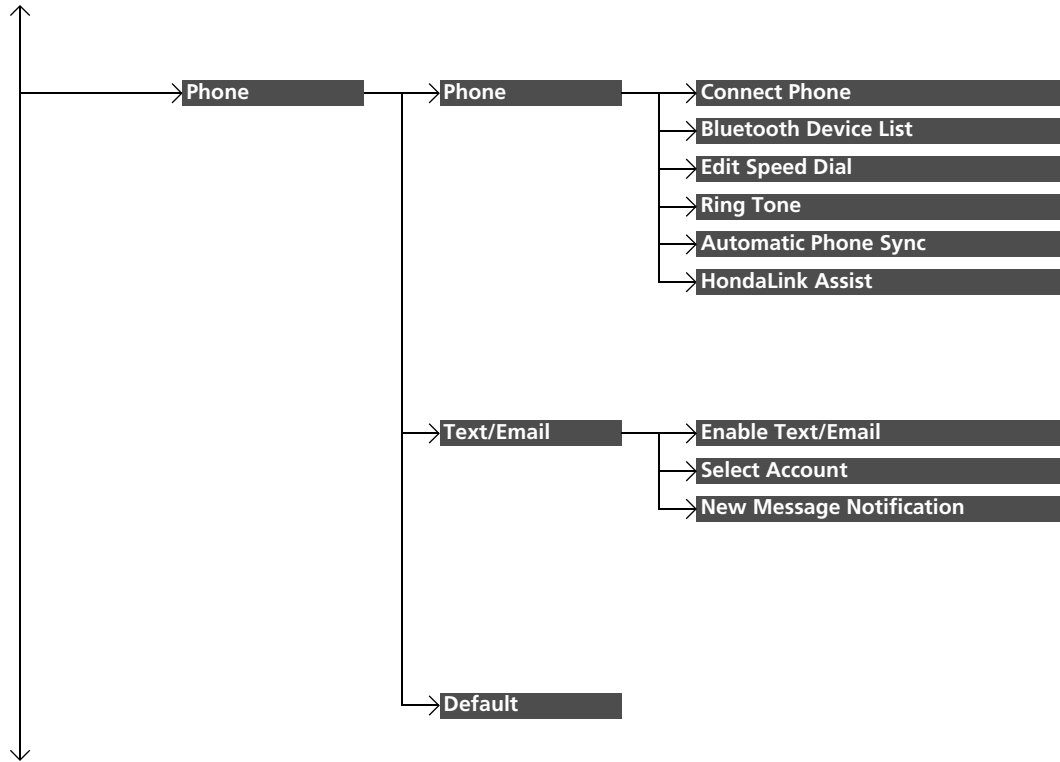 Phone
Phone
Connect Phone
Bluetooth Device List
Edit Speed Dial
Ring Tone
Automatic Phone Sync
HondaLink Assist
Text/Email
Enable Text/Email
Select Account
New Message Notification
Default